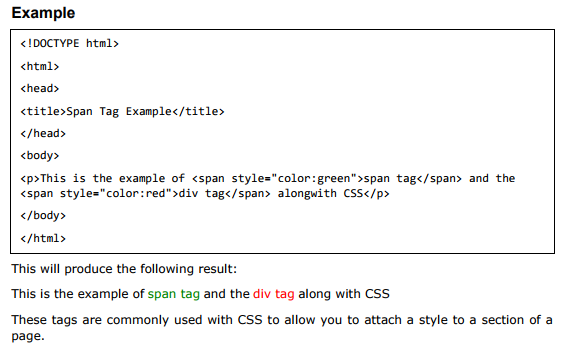 Example
<!DOCTYPE html>
<html>
<head>
<title>Span Tag Example</title>
</head>
<body>
<p>This is the example of <span style="color:green">span tag</span> and the
<span style="color:red">div tag</span> alongwith CSS</p>
</body>
</html>
This will produce the following result:
This is the example of span tag and the div tag along with CSS
These tags are commonly used with CSS to allow you to attach a style to a section of a
page.